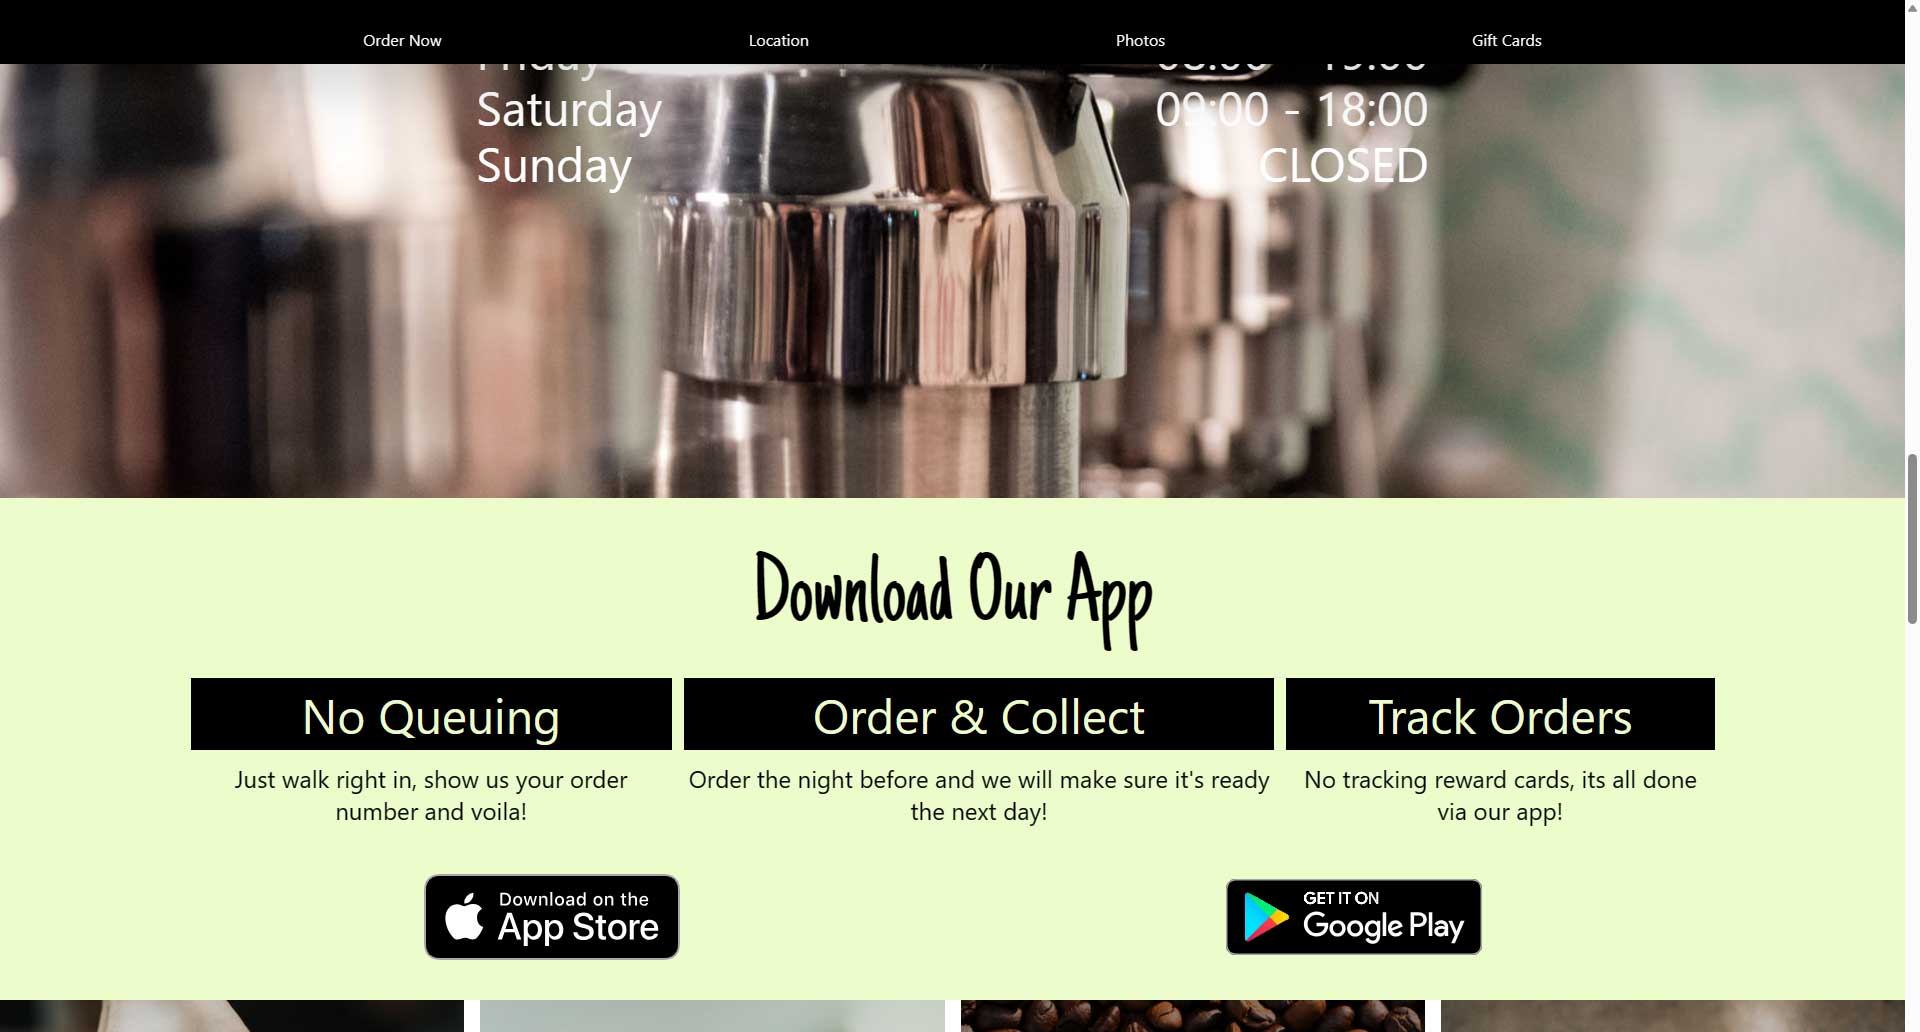 Order Now Location Photos Gift Cards
Friday
Saturday 09:00 - 18:00
Sunday CLOSED
Download Our App
No Queuing
Just walk right in, show us your order
number and voila!
Order & Collect
Order the night before and we will make sure it's ready
the next day!
Track Orders
No tracking reward cards, its all done
via our app!
Download on the
App Store
GET IT ON
Google Play